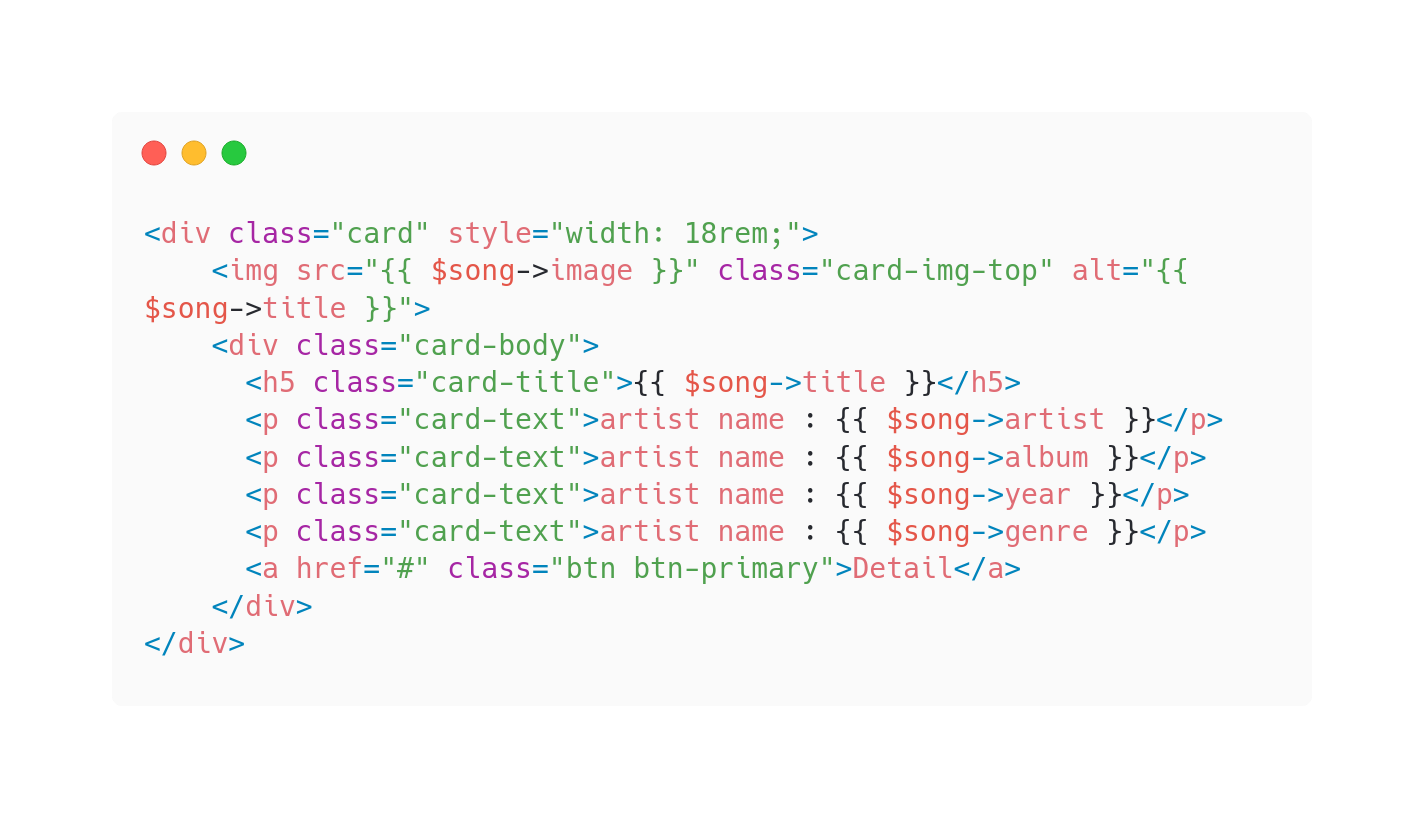 <div class="card" style="width: 18rem;">
    <img src="{{ $song->image }}" class="card-img-top" alt="{{
$song->title }}">
    <div class="card-body">
      <h5 class="card-title">{{ $song->title }}</h5>
      <p class="card-text">artist name : {{ $song->artist }}</p>
      <p class="card-text">artist name : {{ $song->album }}</p>
      <p class="card-text">artist name : {{ $song->year }}</p>
      <p class="card-text">artist name : {{ $song->genre }}</p>
      <a href="#" class="btn btn-primary">Detail</a>
    </div>
</div>